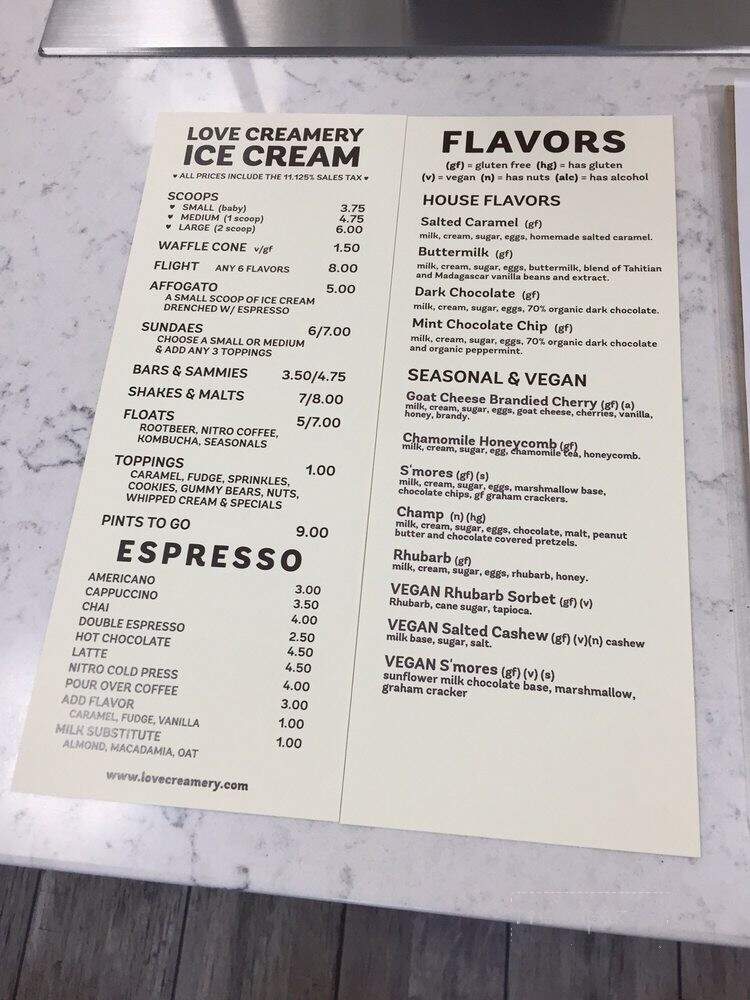 LOVE CREAMERY
ICE CREAM
♥ ALL PRICES INCLUDE THE 11.125% SALES TAX ♥
SCOOPS
♥ SMALL (baby) 3.75
♥ MEDIUM (1 scoop) 4.75
♥ LARGE (2 scoop) 6.00
WAFFLE CONE v/gf 1.50
FLIGHT ANY 6 FLAVORS 8.00
AFFOGATO 5.00
A SMALL SCOOP OF ICE CREAM
DRENCHED W/ ESPRESSO
SUNDAES 6/7.00
CHOOSE A SMALL OR MEDIUM
& ADD ANY 3 TOPPINGS
BARS & SAMMIES 3.50/4.75
SHAKES & MALTS 7/8.00
FLOATS 5/7.00
ROOTBEER, NITRO COFFEE,
KOMBUCHA, SEASONALS
TOPPINGS 1.00
CARAMEL, FUDGE, SPRINKLES,
COOKIES, GUMMY BEARS, NUTS,
WHIPPED CREAM & SPECIALS
PINTS TO GO 9.00
ESPRESSO
AMERICANO 3.00
CAPPUCCINO 3.50
CHAI 4.00
DOUBLE ESPRESSO 2.50
HOT CHOCOLATE 4.50
LATTE 4.50
NITRO COLD PRESS 4.00
POUR OVER COFFEE 3.00
ADD FLAVOR 1.00
CARAMEL, FUDGE, VANILLA
MILK SUBSTITUTE 1.00
ALMOND, MACADAMIA, OAT
www.lovecreamery.com
FLAVORS
(gf) = gluten free (hg) = has gluten
(v) = vegan (n) = has nuts (alc) = has alcohol
HOUSE FLAVORS
Salted Caramel (gf)
milk, cream, sugar, eggs, homemade salted caramel.
Buttermilk (gf)
milk, cream, sugar, eggs, buttermilk, blend of Tahitian
and Madagascar vanilla beans and extract.
Dark Chocolate (gf)
milk, cream, sugar, eggs, 70% organic dark chocolate.
Mint Chocolate Chip (gf)
milk, cream, sugar, eggs, 70% organic dark chocolate
and organic peppermint.
SEASONAL & VEGAN
Goat Cheese Brandied Cherry (gf) (a)
milk, cream, sugar, eggs, goat cheese, cherries, vanilla,
honey, brandy.
Chamomile Honeycomb (gf)
milk, cream, sugar, egg, chamomile tea, honeycomb.
S'mores (gf) (s)
milk, cream, sugar, eggs, marshmallow base,
chocolate chips, gf graham crackers.
Champ (n) (hg)
milk, cream, sugar, eggs, chocolate, malt, peanut
butter and chocolate covered pretzels.
Rhubarb (gf)
milk, cream, sugar, eggs, rhubarb, honey.
VEGAN Rhubarb Sorbet (gf) (v)
Rhubarb, cane sugar, tapioca.
VEGAN Salted Cashew (gf) (v)(n) cashew
milk base, sugar, salt.
VEGAN S'mores (gf) (v) (s)
sunflower milk chocolate base, marshmallow,
graham cracker